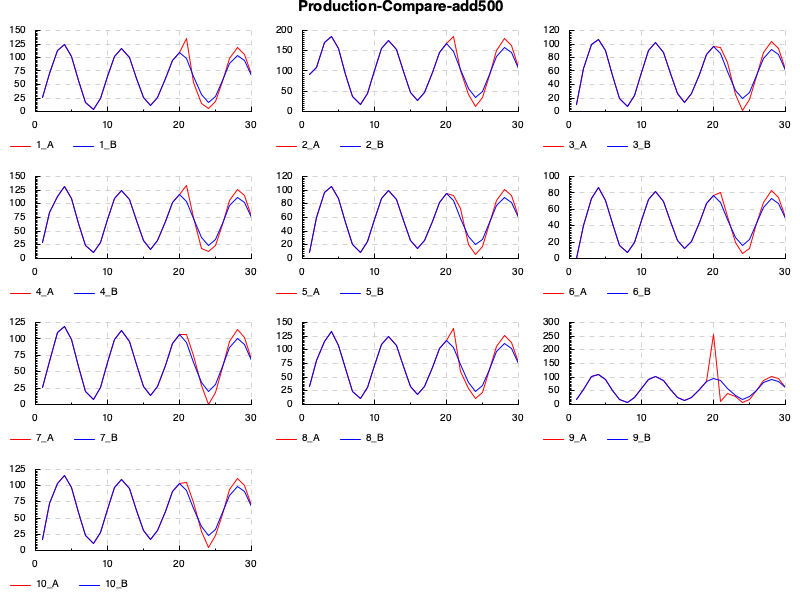 Production-Compare-add500
150 125 100 75 50 25 0
0 10 20 30
1_A 1_B
200 150 100 50 0
0 10 20 30
2_A 2_B
120 100 80 60 40 20 0
0 10 20 30
3_A 3_B
150 125 100 75 50 25 0
0 10 20 30
4_A 4_B
120 100 80 60 40 20 0
0 10 20 30
5_A 5_B
100 80 60 40 20 0
0 10 20 30
6_A 6_B
125 100 75 50 25 0
0 10 20 30
7_A 7_B
150 125 100 75 50 25 0
0 10 20 30
8_A 8_B
300 250 200 150 100 50 0
0 10 20 30
9_A 9_B
125 100 75 50 25 0
0 10 20 30
10_A 10_B